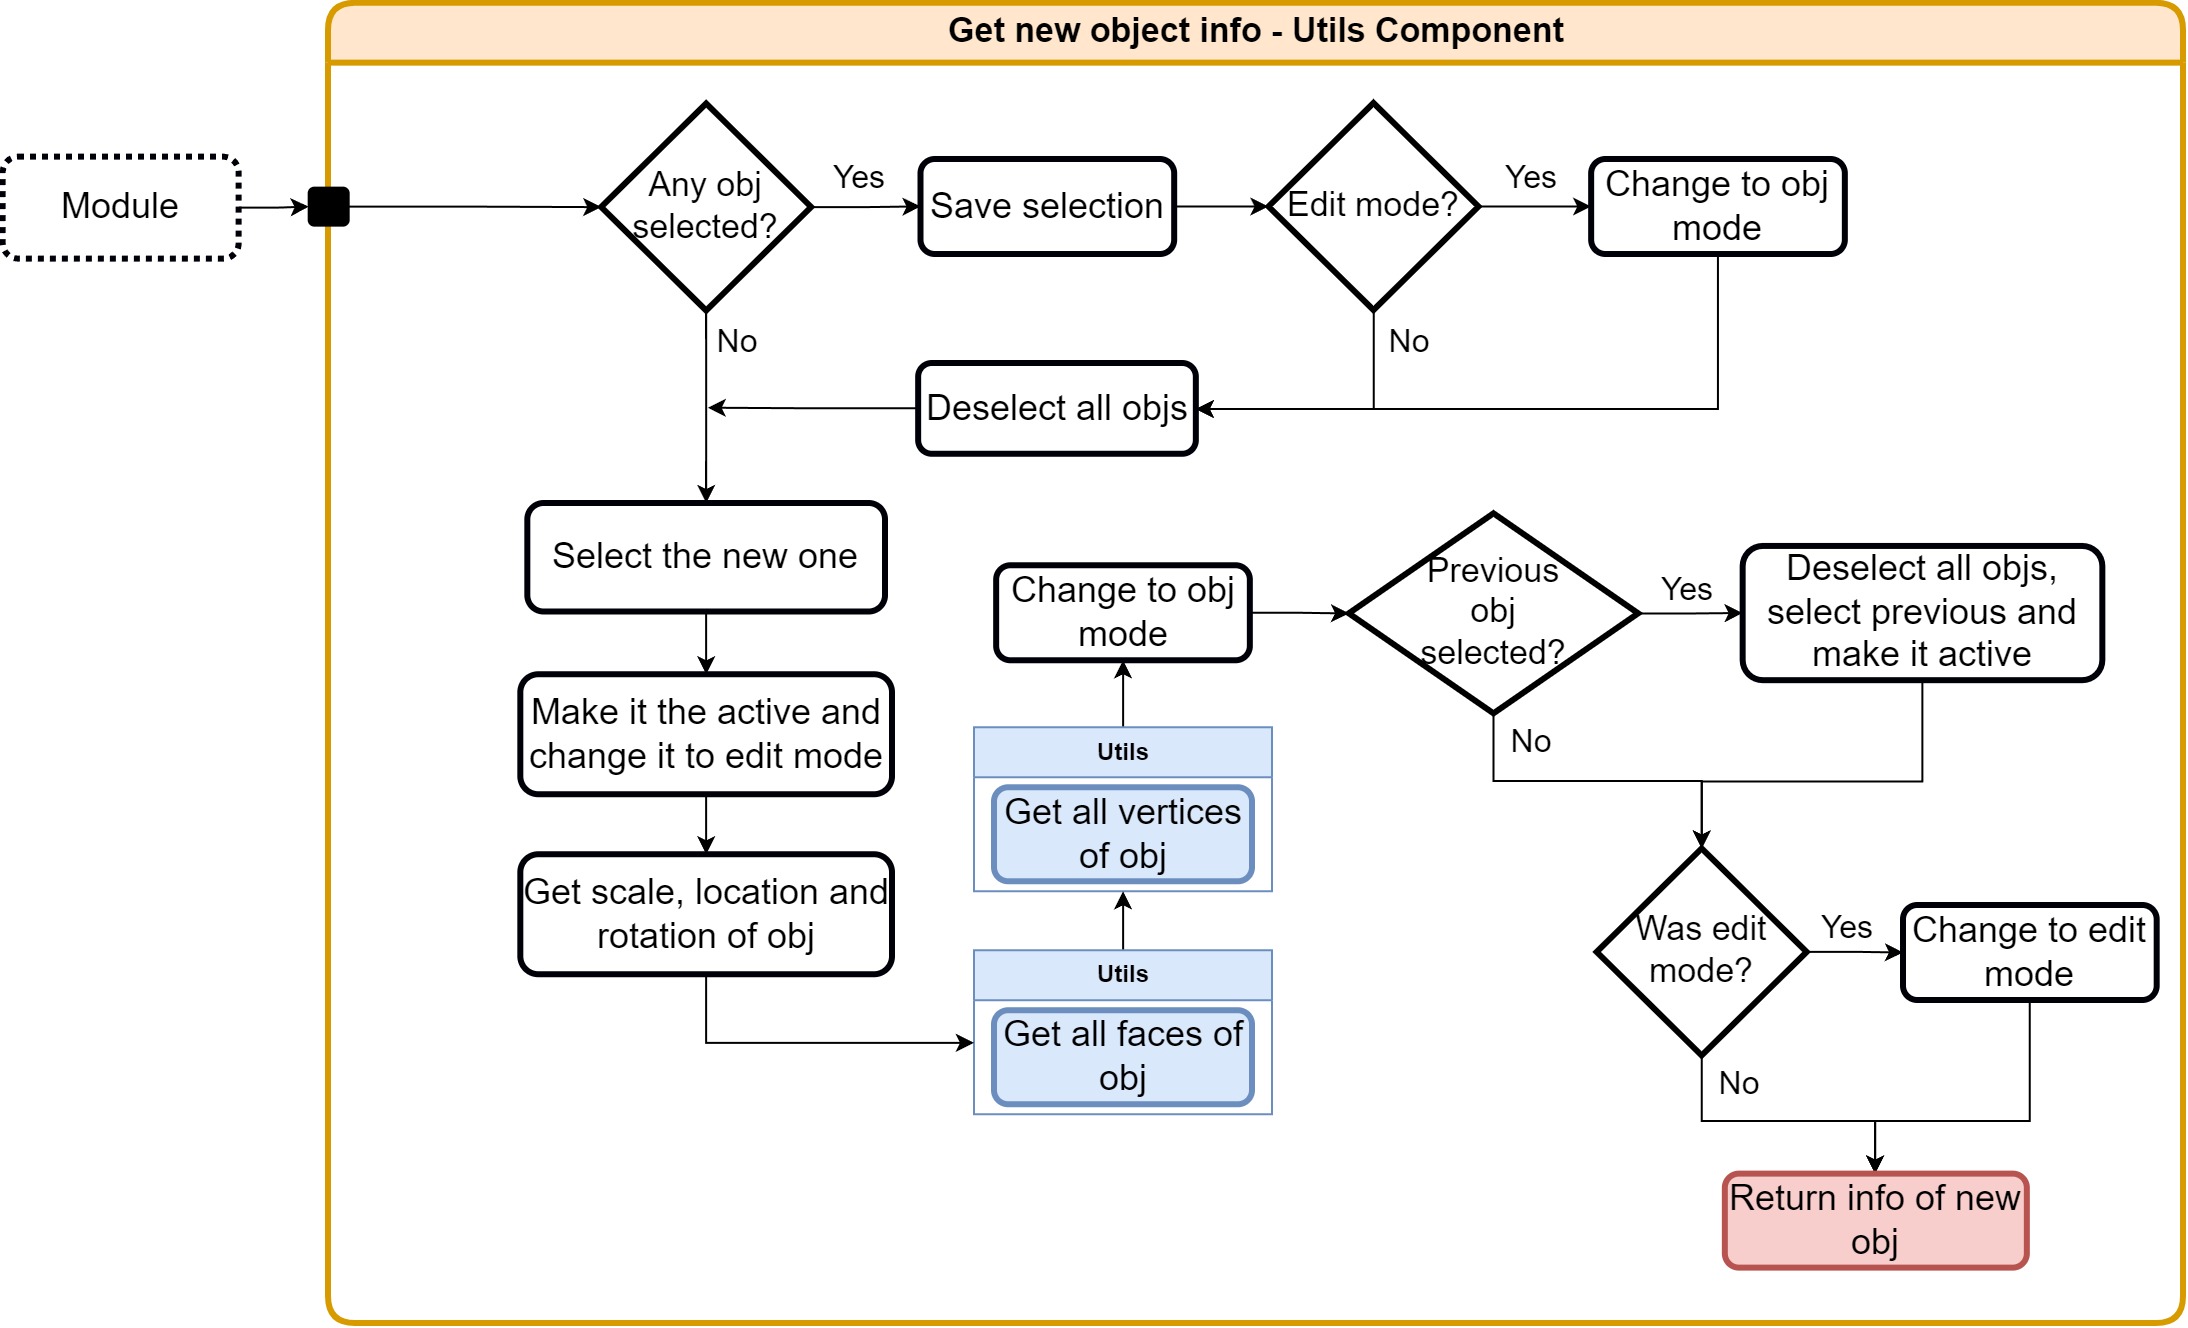 Get new object info - Utils Component
Module
Any obj
selected?
Yes
Save selection
Edit mode?
Yes
Change to obj
mode
No
No
Deselect all objs
Select the new one
Make it the active and
change it to edit mode
Get scale, location and
rotation of obj
Utils
Get all faces of
obj
Utils
Get all vertices
of obj
Change to obj
mode
Previous
obj
selected?
Yes
Deselect all objs,
select previous and
make it active
No
Was edit
mode?
Yes
Change to edit
mode
No
Return info of new
obj